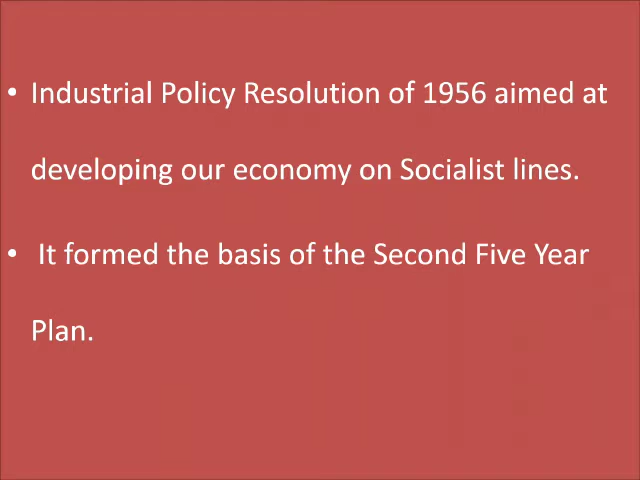 • Industrial Policy Resolution of 1956 aimed at
developing our economy on Socialist lines.
• It formed the basis of the Second Five Year
Plan.